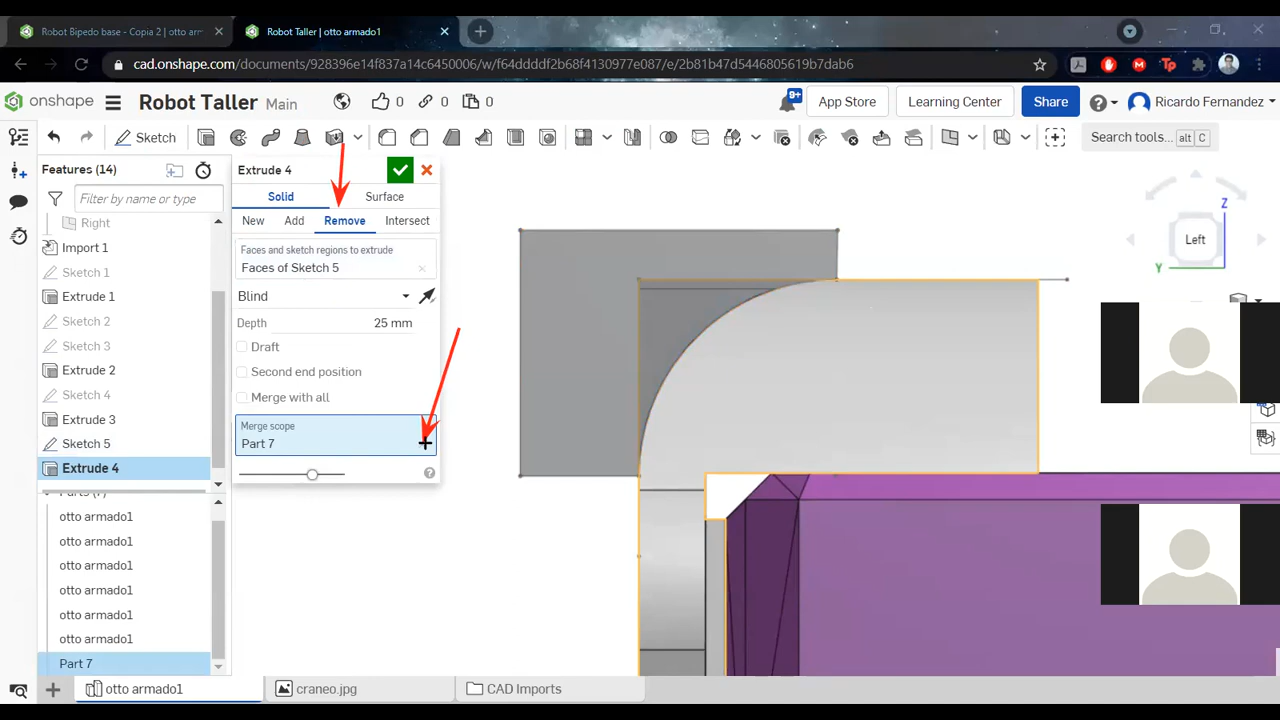 Robot Bipedo base - Copia 2 | otto arm
Robot Taller | otto armado1
cad.onshape.com/documents/928396e14f837a14c6450006/w/f64dddf2b68f4130977e087/e/2b81b47d5446805619b7dab6
onshape
Robot Taller Main
0
0
0
9+
App Store
Learning Center
Share
Ricardo Fernandez
Sketch
Search tools... alt C
Features (14)
Filter by name or type
Right
Import 1
Sketch 1
Extrude 1
Sketch 2
Sketch 3
Extrude 2
Sketch 4
Extrude 3
Sketch 5
Extrude 4
Parts (7)
otto armado1
otto armado1
otto armado1
otto armado1
otto armado1
otto armado1
Part 7
Extrude 4
Solid
Surface
New
Add
Remove
Intersect
Faces and sketch regions to extrude
Faces of Sketch 5
Blind
Depth
25 mm
Draft
Second end position
Merge with all
Merge scope
Part 7
Z
Left
Y
otto armado1
craneo.jpg
CAD Imports